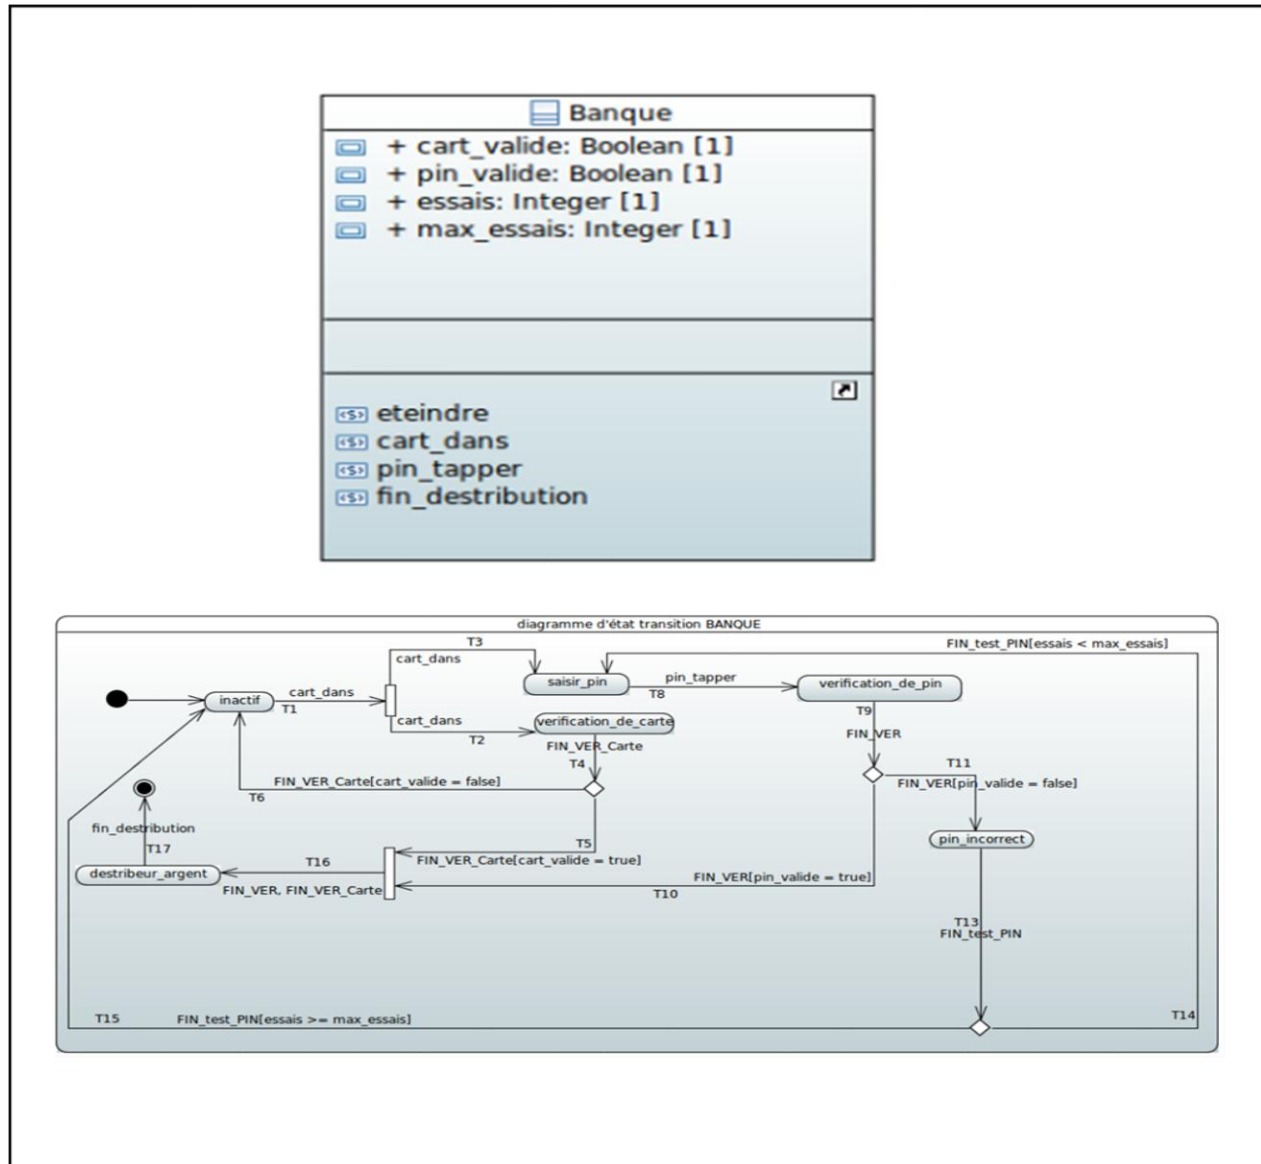 Banque
+ cart_valide: Boolean [1]
+ pin_valide: Boolean [1]
+ essais: Integer [1]
+ max_essais: Integer [1]
eteindre
cart_dans
pin_tapper
fin_destribution
diagramme d'état transition BANQUE
T3
FIN_test_PIN[essais < max_essais]
cart_dans
saisir_pin
pin_tapper
verification_de_pin
T8
inactif
cart_dans
T1
cart_dans
verification_de_carte
T9
T2
FIN_VER
FIN_VER_Carte
T4
T11
FIN_VER_Carte[cart_valide = false]
FIN_VER[pin_valide = false]
T6
fin_destribution
T17
T5
pin_incorrect
T16
FIN_VER_Carte[cart_valide = true]
destribeur_argent
FIN_VER[pin_valide = true]
FIN_VER, FIN_VER_Carte
T10
T13
FIN_test_PIN
T15
FIN_test_PIN[essais >= max_essais]
T14